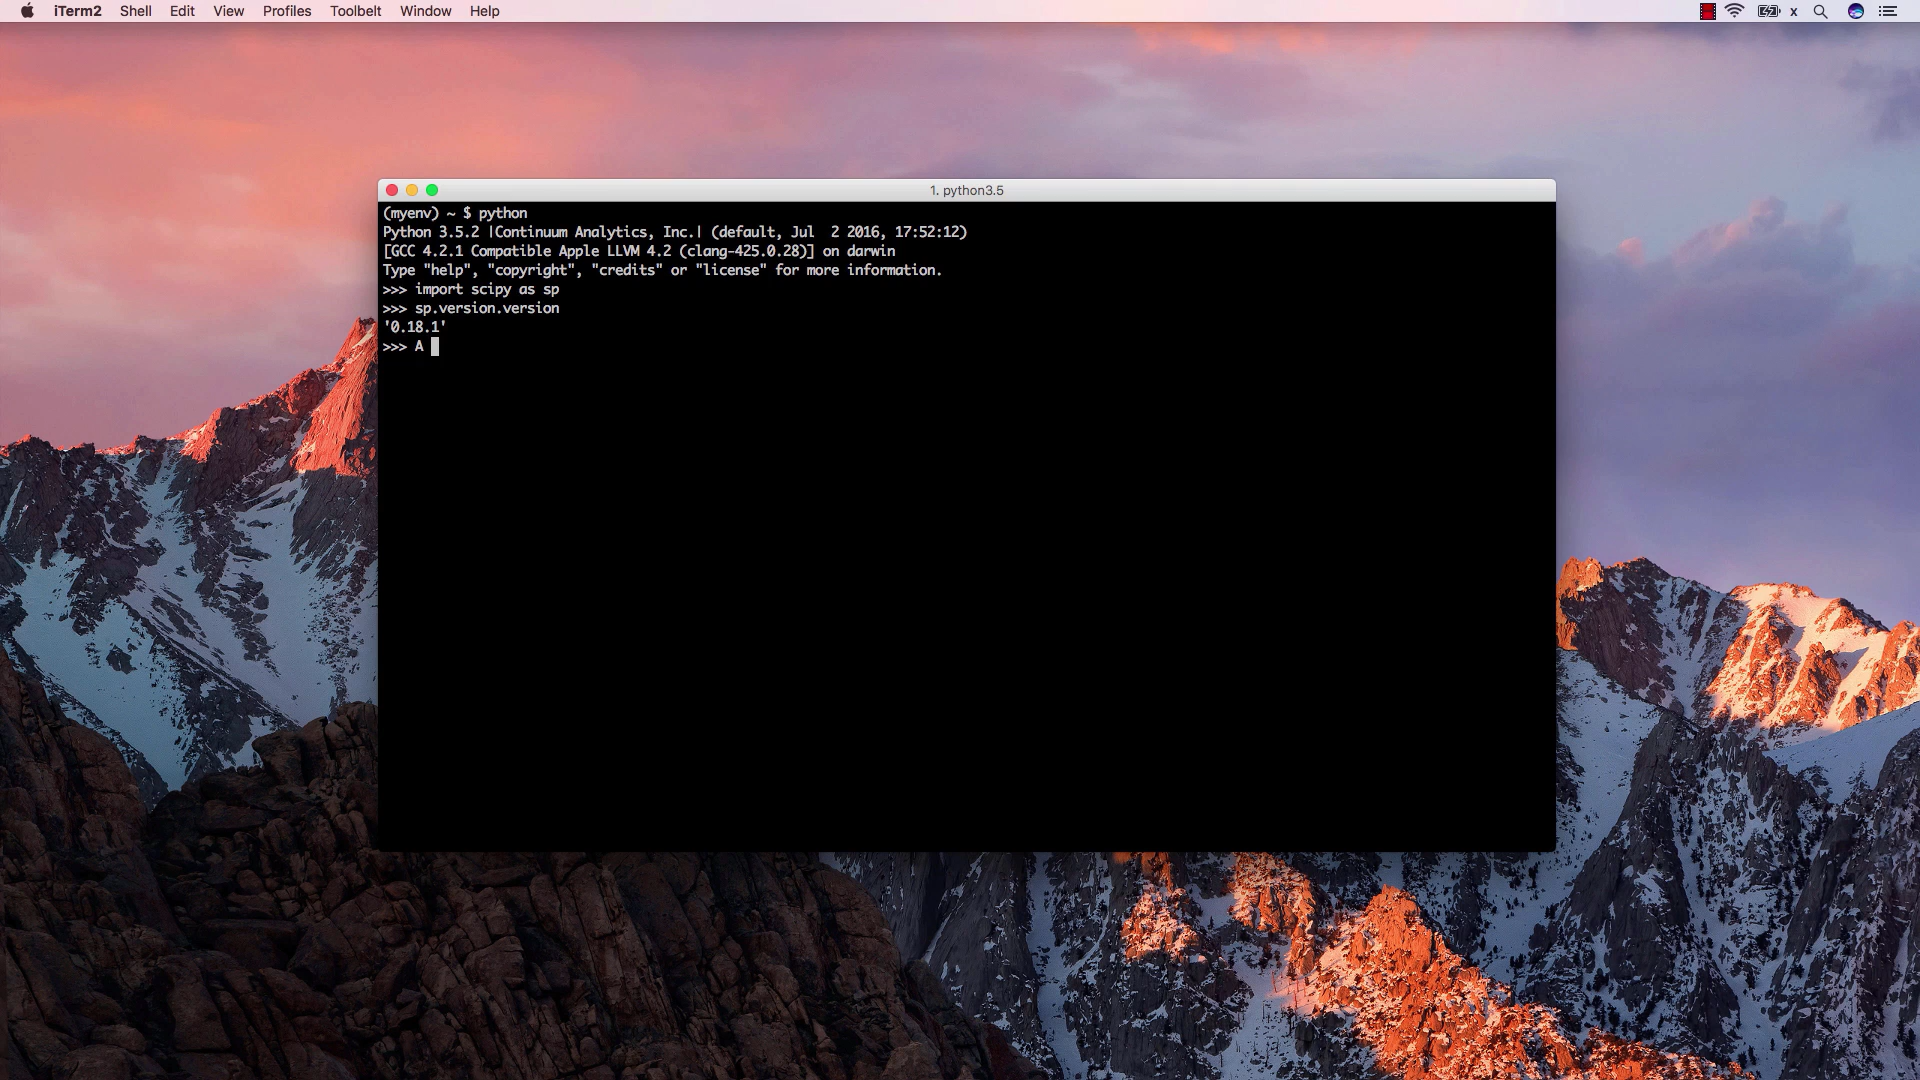 iTerm2 Shell Edit View Profiles Toolbelt Window Help x
1. python3.5
(myenv) ~ $ python
Python 3.5.2 |Continuum Analytics, Inc.| (default, Jul  2 2016, 17:52:12)
[GCC 4.2.1 Compatible Apple LLVM 4.2 (clang-425.0.28)] on darwin
Type "help", "copyright", "credits" or "license" for more information.
>>> import scipy as sp
>>> sp.version.version
'0.18.1'
>>> A